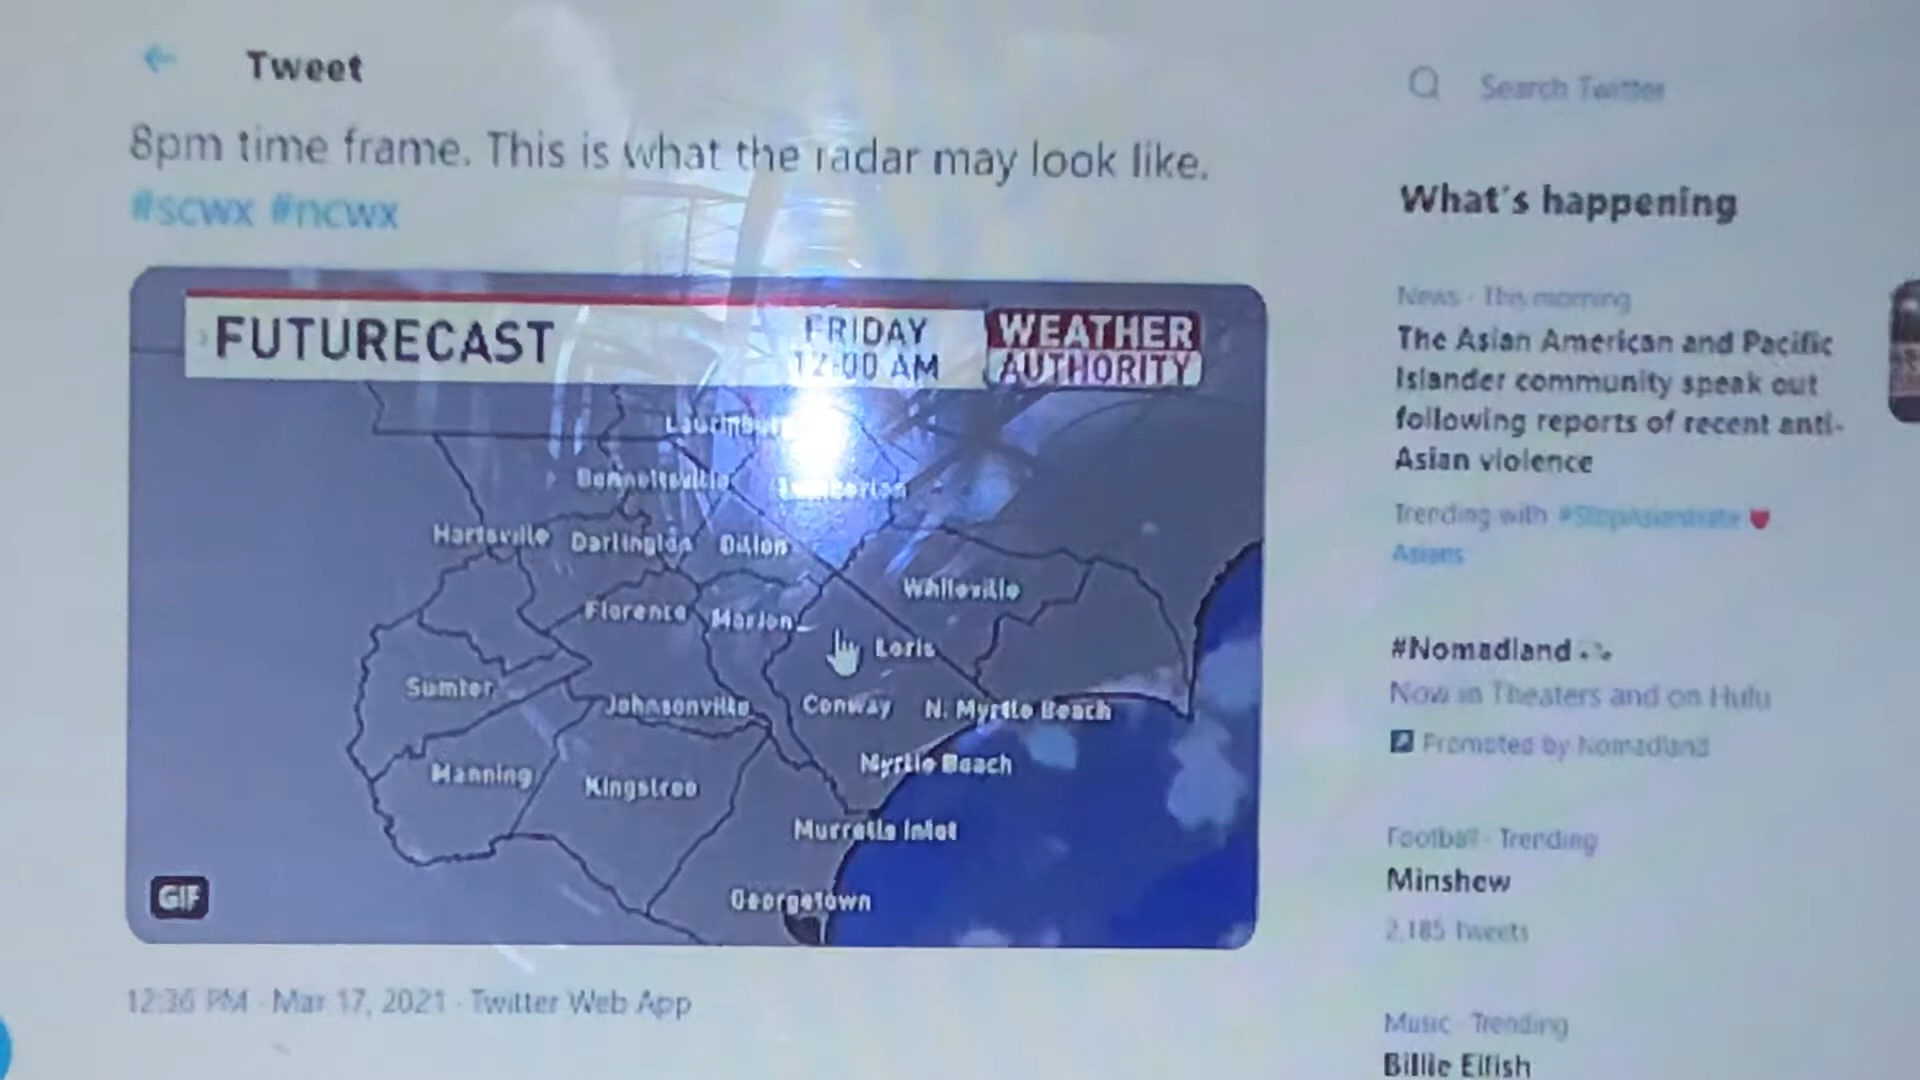 Tweet
8pm time frame. This is what the radar may look like.
#scwx #ncwx
FUTURECAST
FRIDAY
12:00 AM
WEATHER
AUTHORITY
Laurinburg
Bennettsville
Lumberton
Hartsville
Darlington
Dillon
Whiteville
Florence
Marion
Loris
Sumter
Johnsonville
Conway
N. Myrtle Beach
Manning
Kingstree
Myrtle Beach
Murrells Inlet
Georgetown
GIF
12:36 PM · Mar 17, 2021 · Twitter Web App
Search Twitter
What's happening
News · This morning
The Asian American and Pacific
Islander community speak out
following reports of recent anti-
Asian violence
Trending with #StopAsianHate
Asians
#Nomadland
Now in Theaters and on Hulu
Promoted by Nomadland
Football · Trending
Minshew
2,185 Tweets
Music · Trending
Billie Eilish